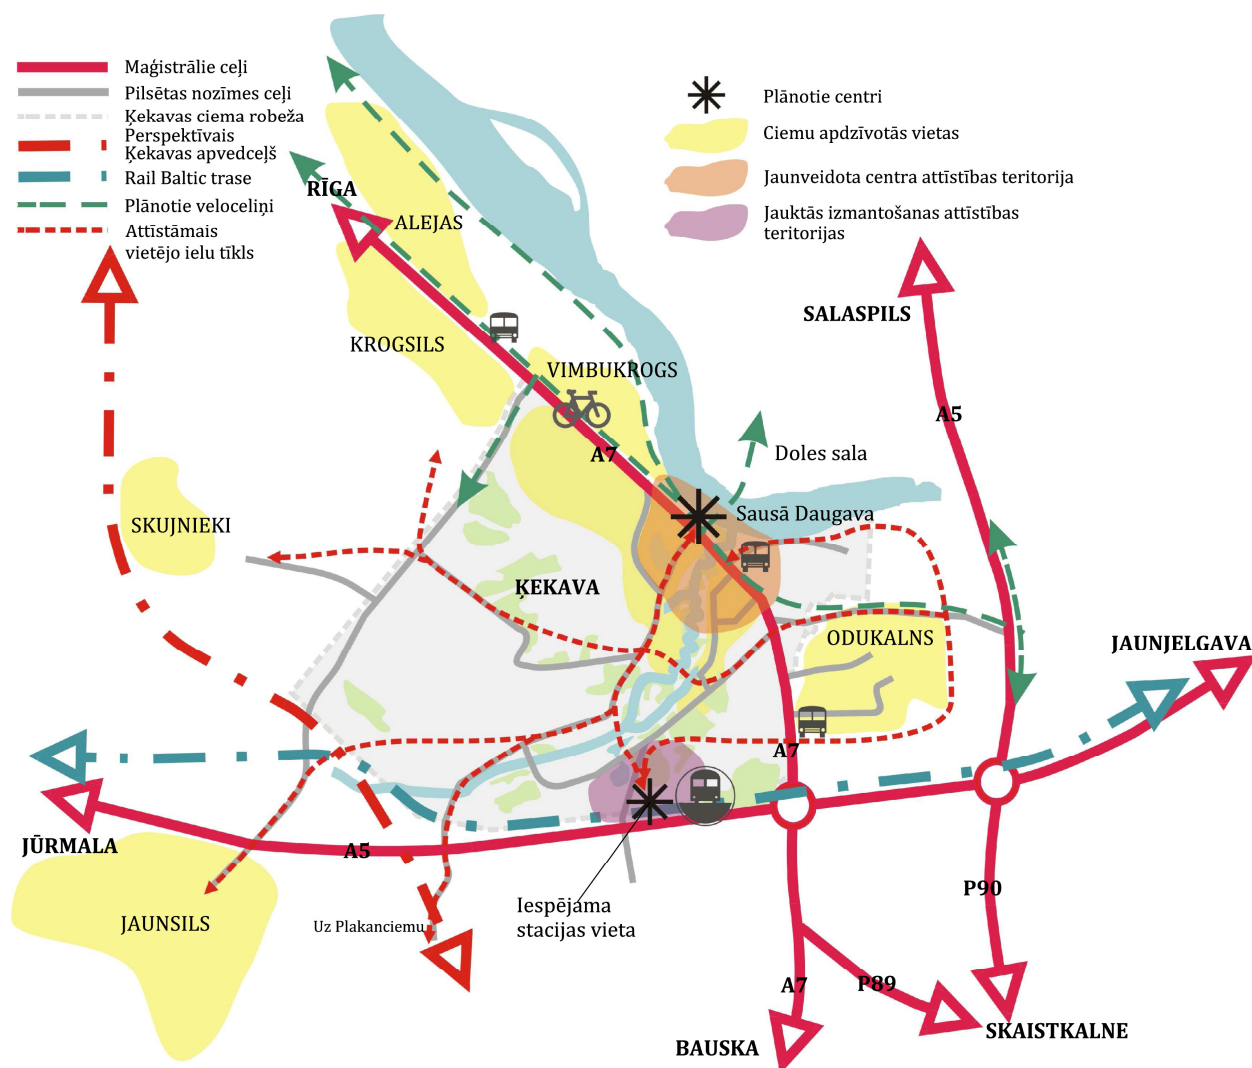 Maģistrālie ceļi
Pilsētas nozīmes ceļi
Ķekavas ciema robeža
Perspektīvais
Ķekavas apvedceļš
Rail Baltic trase
Plānotie veloceliņi
Attīstāmais
vietējo ielu tīkls
Plānotie centri
Ciemu apdzīvotās vietas
Jaunveidota centra attīstības teritorija
Jauktās izmantošanas attīstības
teritorijas
RĪGA
ALEJAS
SALASPILS
KROGSILS
VIMBUKROGS
A5
A7
Doles sala
Sausā Daugava
SKUJNIEKI
ĶEKAVA
ODUKALNS
JAUNJELGAVA
A7
JŪRMALA
A5
P90
Iespējama
stacijas vieta
JAUNSILS
Uz Plakanciemu
A7
P89
SKAISTKALNE
BAUSKA